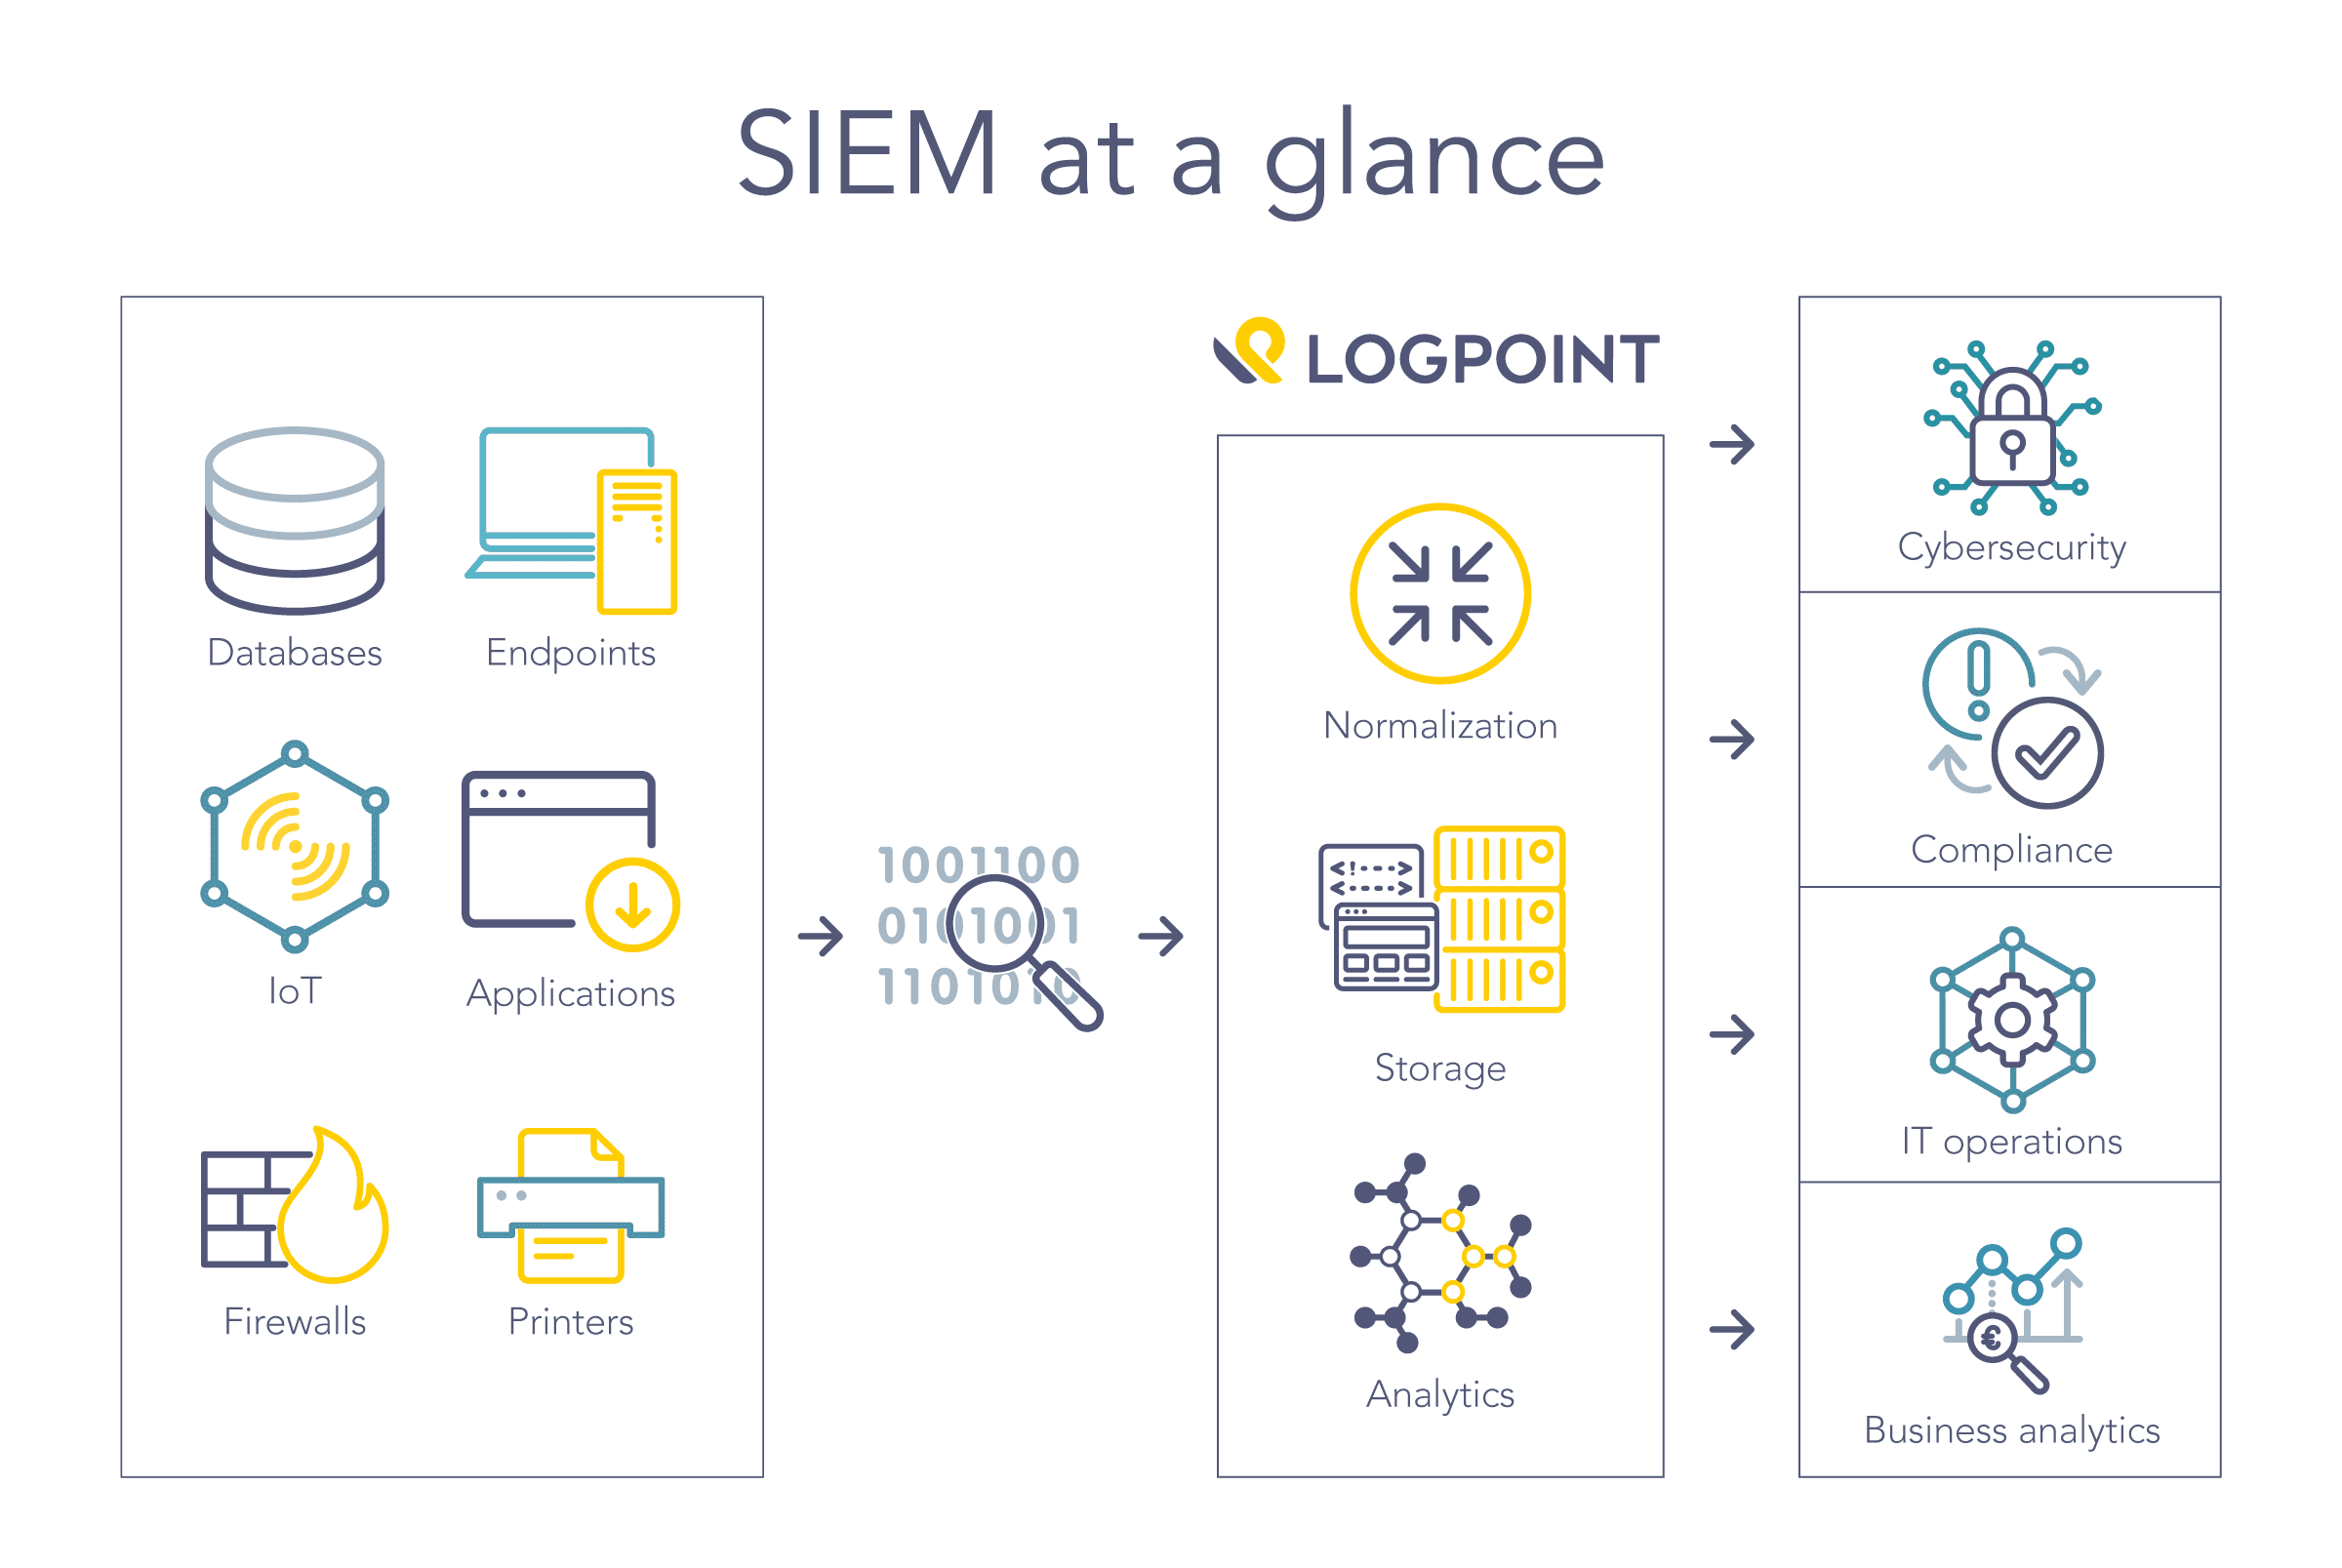 SIEM at a glance
Databases
Endpoints
IoT
Applications
Firewalls
Printers
1001100
01001001
1101010
LOGPOINT
Normalization
Storage
Analytics
Cybersecurity
Compliance
IT operations
Business analytics